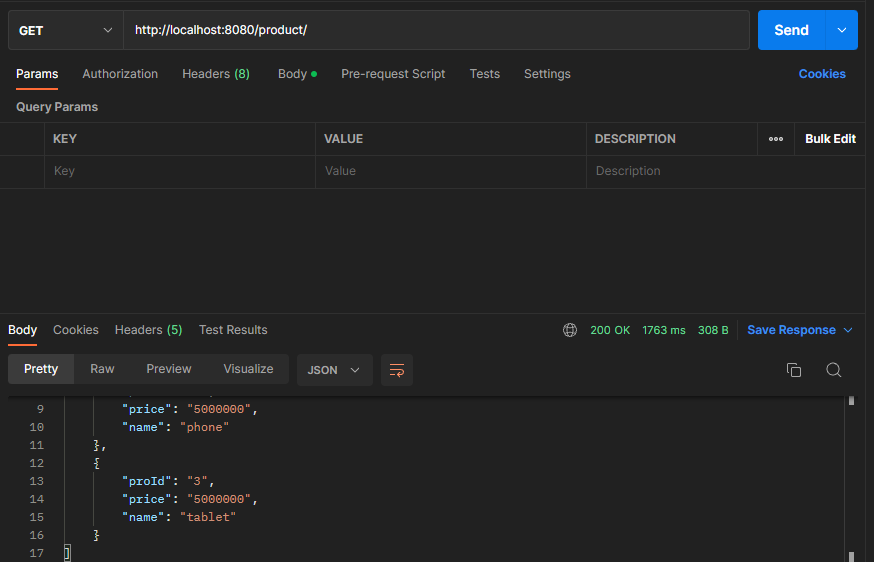 GET http://localhost:8080/product/ Send
Params Authorization Headers (8) Body Pre-request Script Tests Settings Cookies
Query Params
KEY VALUE DESCRIPTION Bulk Edit
Key Value Description
Body Cookies Headers (5) Test Results 200 OK 1763 ms 308 B Save Response
Pretty Raw Preview Visualize JSON
9 "price": "5000000",
10 "name": "phone"
11 },
12 {
13 "proId": "3",
14 "price": "5000000",
15 "name": "tablet"
16 }
17 ]